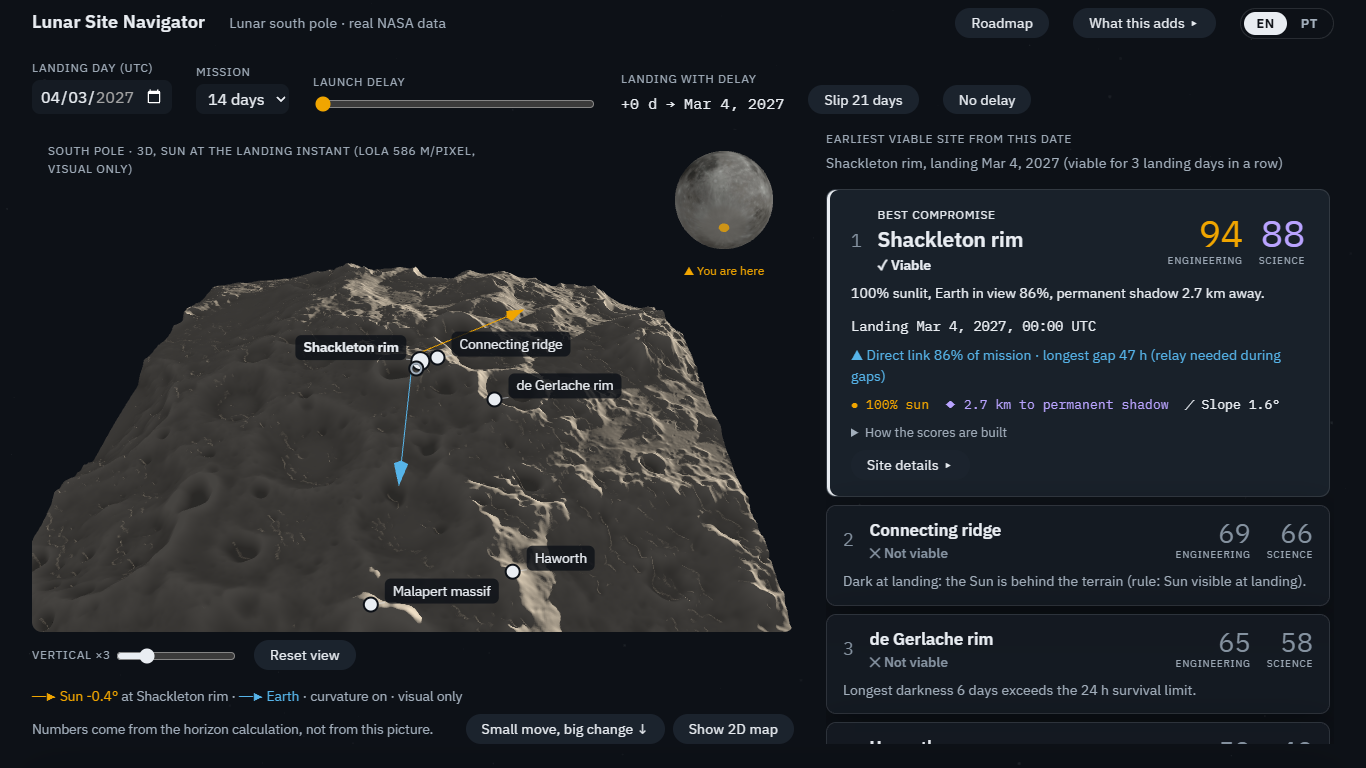 Lunar Site Navigator
Lunar south pole · real NASA data
Roadmap
What this adds ▸
EN
PT
LANDING DAY (UTC)
04/03/2027
MISSION
14 days
LAUNCH DELAY
LANDING WITH DELAY
+0 d → Mar 4, 2027
Slip 21 days
No delay
SOUTH POLE · 3D, SUN AT THE LANDING INSTANT (LOLA 586 M/PIXEL,
VISUAL ONLY)
▲ You are here
Shackleton rim
Connecting ridge
de Gerlache rim
Haworth
Malapert massif
VERTICAL ×3
Reset view
Sun -0.4° at Shackleton rim · Earth · curvature on · visual only
Numbers come from the horizon calculation, not from this picture.
Small move, big change ↓
Show 2D map
EARLIEST VIABLE SITE FROM THIS DATE
Shackleton rim, landing Mar 4, 2027 (viable for 3 landing days in a row)
BEST COMPROMISE
1
Shackleton rim
✓ Viable
94
ENGINEERING
88
SCIENCE
100% sunlit, Earth in view 86%, permanent shadow 2.7 km away.
Landing Mar 4, 2027, 00:00 UTC
▲ Direct link 86% of mission · longest gap 47 h (relay needed during
gaps)
● 100% sun ◆ 2.7 km to permanent shadow ⁄ Slope 1.6°
▶ How the scores are built
Site details ▸
2
Connecting ridge
✕ Not viable
69
ENGINEERING
66
SCIENCE
Dark at landing: the Sun is behind the terrain (rule: Sun visible at landing).
3
de Gerlache rim
✕ Not viable
65
ENGINEERING
58
SCIENCE
Longest darkness 6 days exceeds the 24 h survival limit.